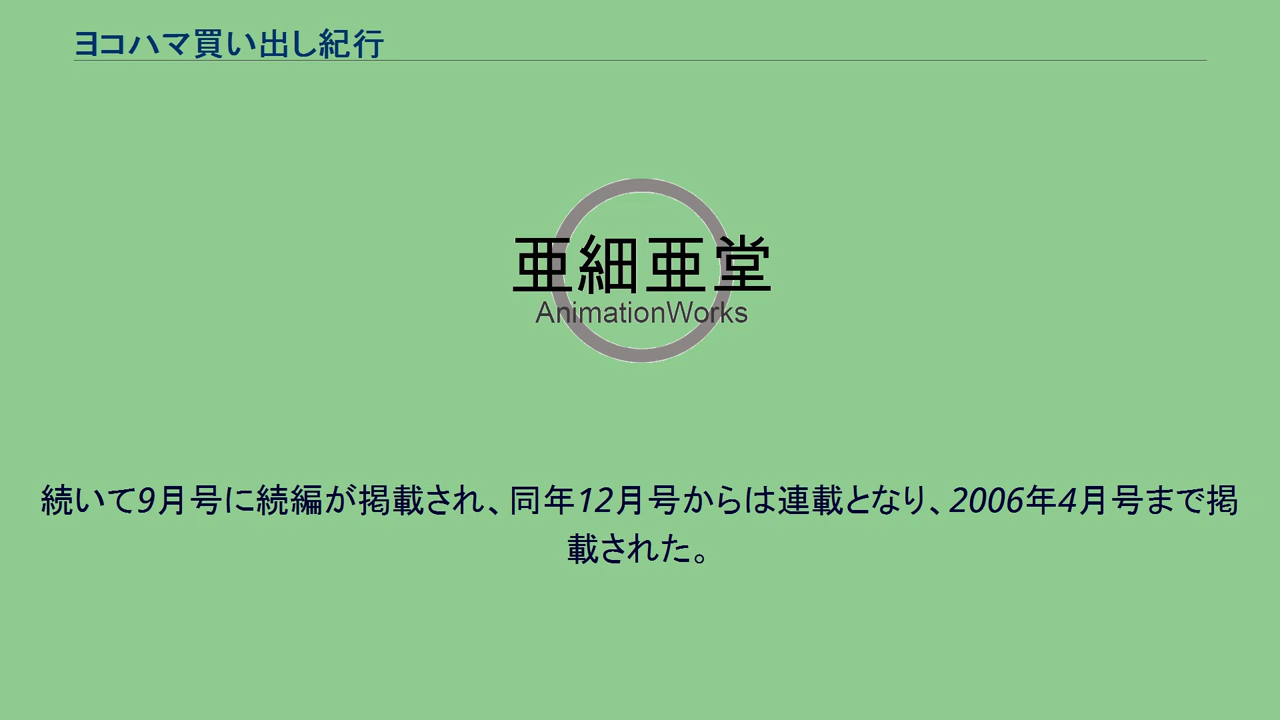 ヨコハマ買い出し紀行
亜細亜堂
AnimationWorks
続いて9月号に続編が掲載され、同年12月号からは連載となり、2006年4月号まで掲
載された。